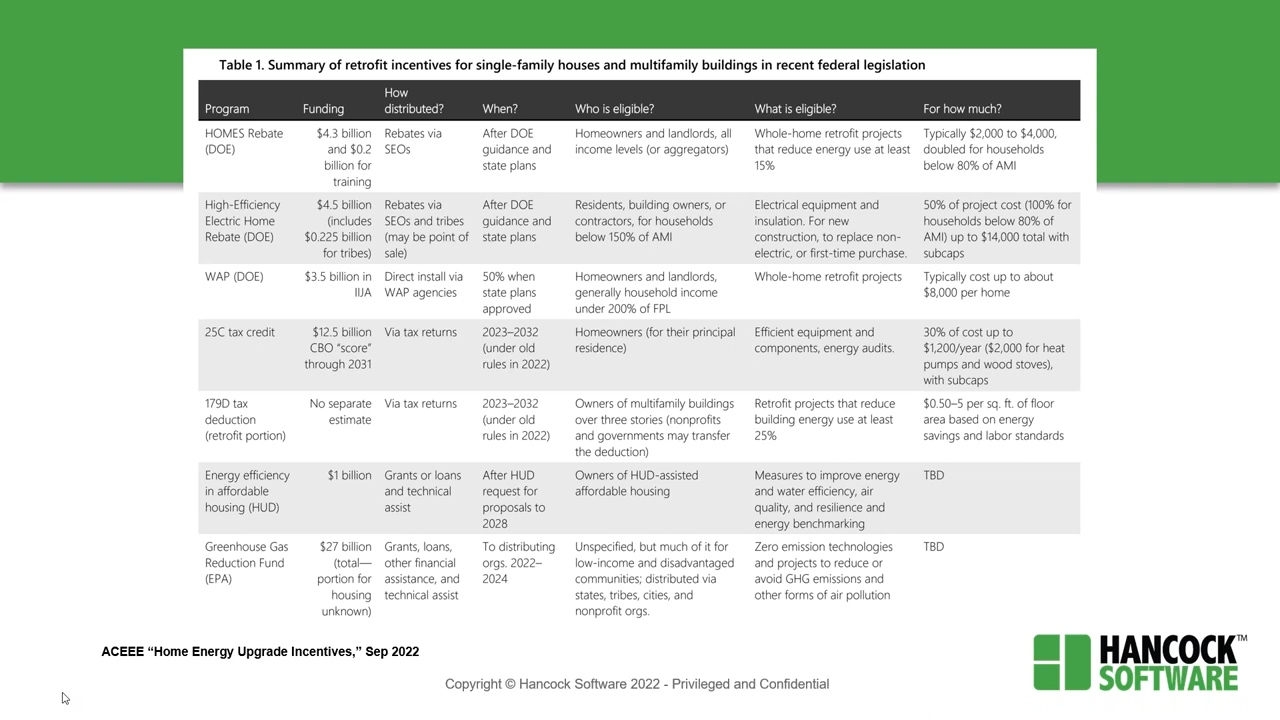 Table 1. Summary of retrofit incentives for single-family houses and multifamily buildings in recent federal legislation
Program
Funding
How
distributed?
When?
Who is eligible?
What is eligible?
For how much?
HOMES Rebate
(DOE)
$4.3 billion
and $0.2
billion for
training
Rebates via
SEOs
After DOE
guidance and
state plans
Homeowners and landlords, all
income levels (or aggregators)
Whole-home retrofit projects
that reduce energy use at least
15%
Typically $2,000 to $4,000,
doubled for households
below 80% of AMI
High-Efficiency
Electric Home
Rebate (DOE)
$4.5 billion
(includes
$0.225 billion
for tribes)
Rebates via
SEOs and tribes
(may be point of
sale)
After DOE
guidance and
state plans
Residents, building owners, or
contractors, for households
below 150% of AMI
Electrical equipment and
insulation. For new
construction, to replace non-
electric, or first-time purchase.
50% of project cost (100% for
households below 80% of
AMI) up to $14,000 total with
subcaps
WAP (DOE)
$3.5 billion in
IIJA
Direct install via
WAP agencies
50% when
state plans
approved
Homeowners and landlords,
generally household income
under 200% of FPL
Whole-home retrofit projects
Typically cost up to about
$8,000 per home
25C tax credit
$12.5 billion
CBO “score”
through 2031
Via tax returns
2023–2032
(under old
rules in 2022)
Homeowners (for their principal
residence)
Efficient equipment and
components, energy audits.
30% of cost up to
$1,200/year ($2,000 for heat
pumps and wood stoves),
with subcaps
179D tax
deduction
(retrofit portion)
No separate
estimate
Via tax returns
2023–2032
(under old
rules in 2022)
Owners of multifamily buildings
over three stories (nonprofits
and governments may transfer
the deduction)
Retrofit projects that reduce
building energy use at least
25%
$0.50–5 per sq. ft. of floor
area based on energy
savings and labor standards
Energy efficiency
in affordable
housing (HUD)
$1 billion
Grants or loans
and technical
assist
After HUD
request for
proposals to
2028
Owners of HUD-assisted
affordable housing
Measures to improve energy
and water efficiency, air
quality, and resilience and
energy benchmarking
TBD
Greenhouse Gas
Reduction Fund
(EPA)
$27 billion
(total—
portion for
housing
unknown)
Grants, loans,
other financial
assistance, and
technical assist
To distributing
orgs. 2022–
2024
Unspecified, but much of it for
low-income and disadvantaged
communities; distributed via
states, tribes, cities, and
nonprofit orgs.
Zero emission technologies
and projects to reduce or
avoid GHG emissions and
other forms of air pollution
TBD
ACEEE “Home Energy Upgrade Incentives,” Sep 2022
Copyright © Hancock Software 2022 - Privileged and Confidential
HANCOCK™
SOFTWARE